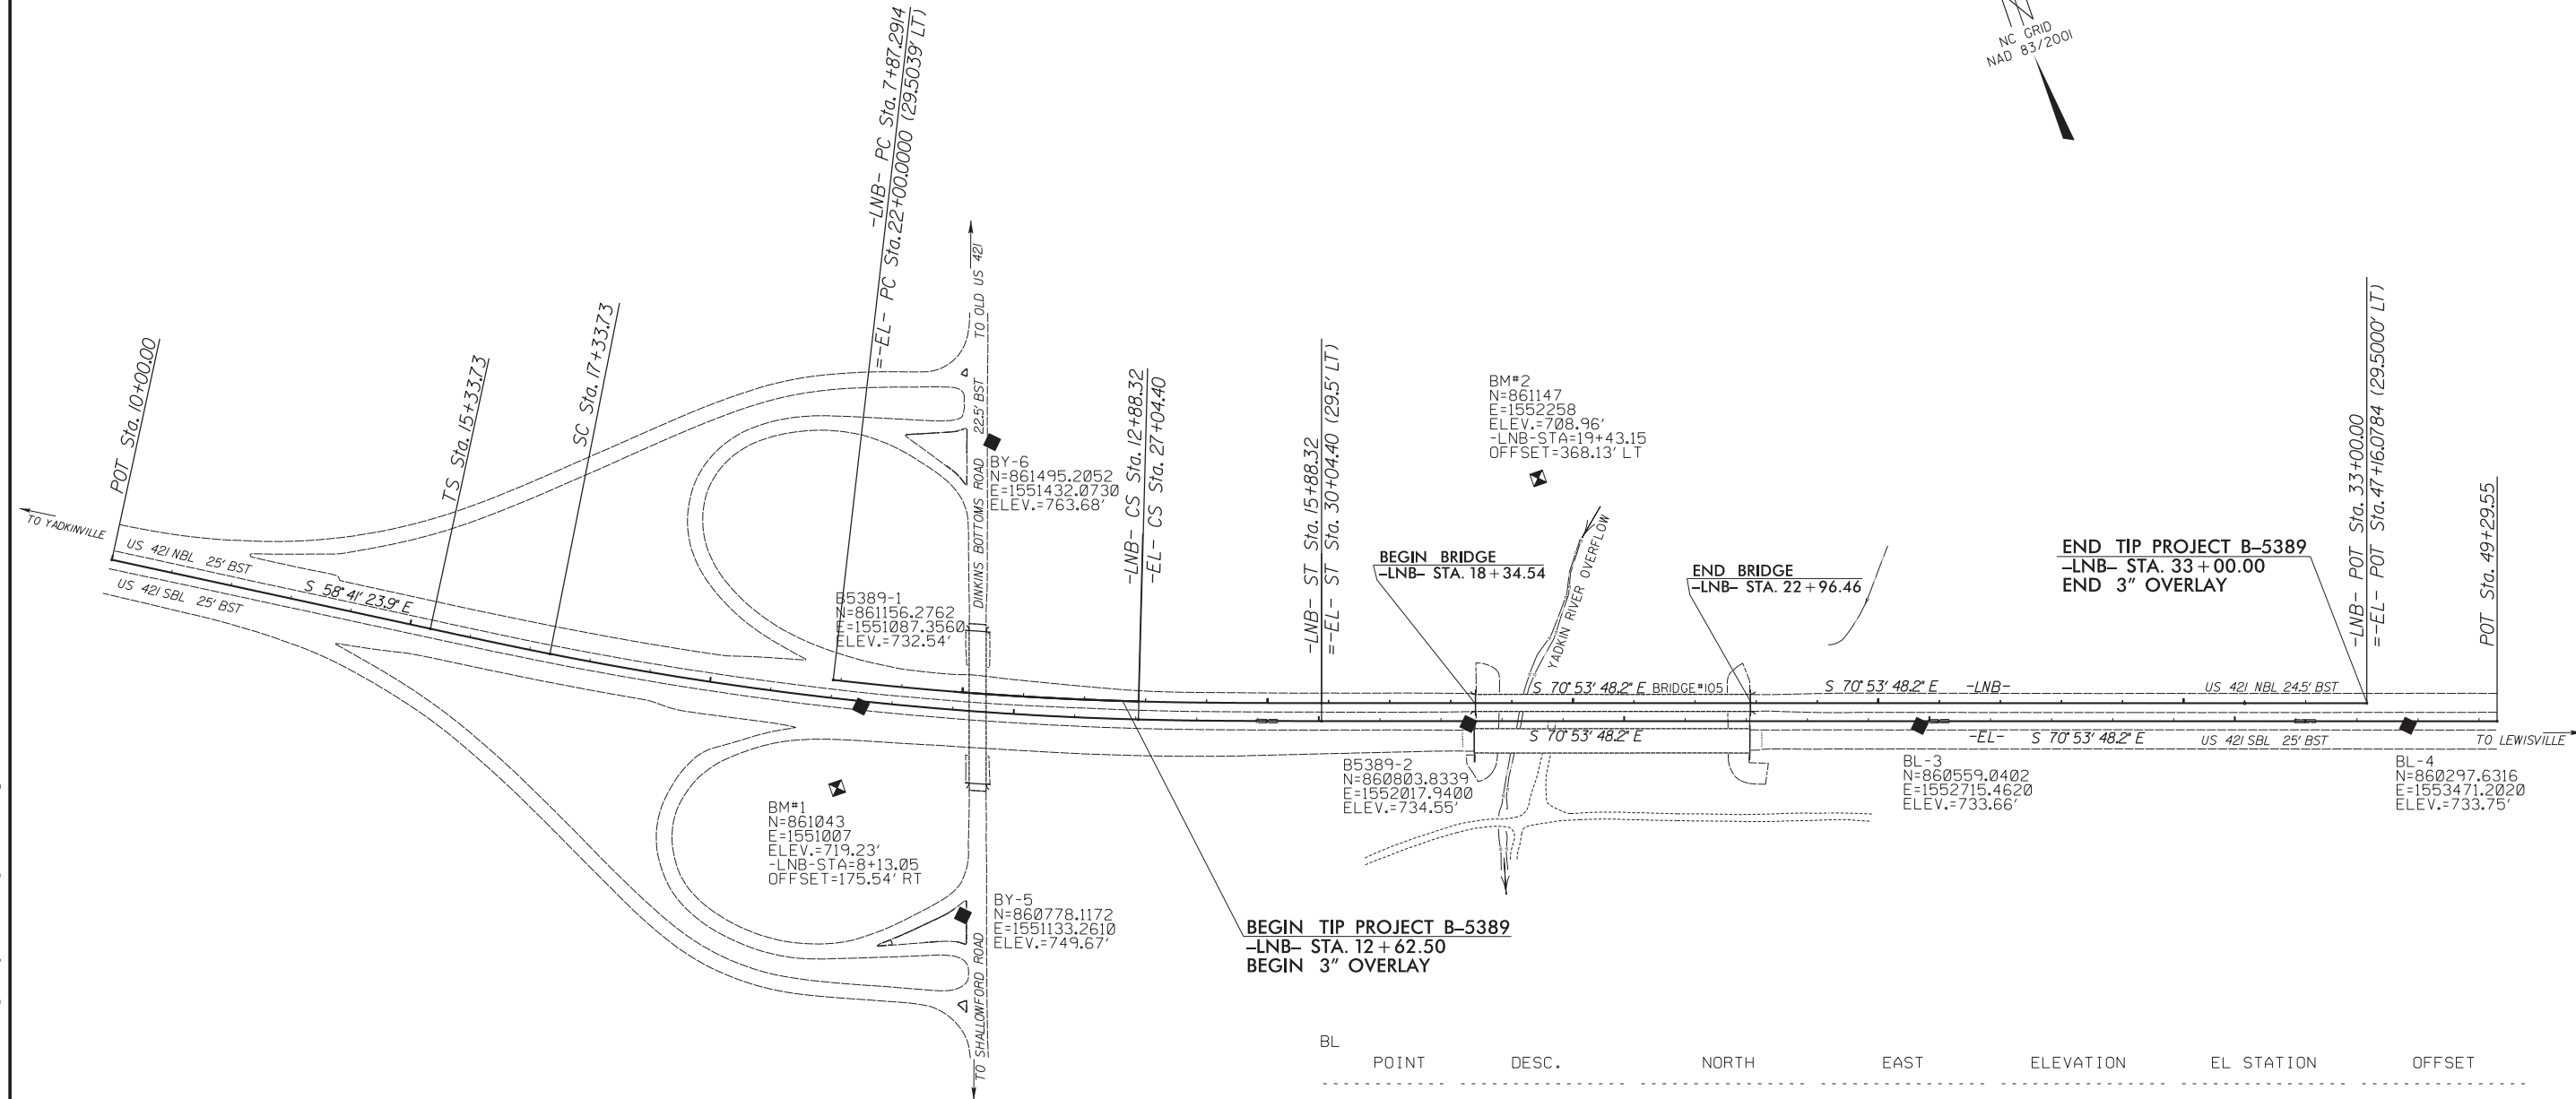 NC GRID
NAD 83/2001
-LNB- PC Sta. 7+87.2914
=-EL- PC Sta. 22+00.0000 (29.5039' LT)
TO OLD US 421
POT Sta. 10+00.00
TS Sta. 15+33.73
SC Sta. 17+33.73
DINKINS BOTTOMS ROAD 22.5' BST
-LNB- CS Sta. 12+88.32
-EL- CS Sta. 27+04.40
-LNB- ST Sta. 15+88.32
=-EL- ST Sta. 30+04.40 (29.5' LT)
BM#2
N=861147
E=1552258
ELEV.=708.96'
-LNB-STA=19+43.15
OFFSET=368.13' LT
-LNB- POT Sta. 33+00.00
=-EL- POT Sta. 47+16.0784 (29.5000' LT)
POT Sta. 49+29.55
BY-6
N=861495.2052
E=1551432.0730
ELEV.=763.68'
TO YADKINVILLE
US 421 NBL 25' BST
US 421 SBL 25' BST
S 58° 41' 23.9" E
YADKIN RIVER OVERFLOW
BEGIN BRIDGE
-LNB- STA. 18+34.54
END BRIDGE
-LNB- STA. 22+96.46
END TIP PROJECT B-5389
-LNB- STA. 33+00.00
END 3" OVERLAY
B5389-1
N=861156.2762
E=1551087.3560
ELEV.=732.54'
S 70° 53' 48.2" E BRIDGE #105
S 70° 53' 48.2" E -LNB-
US 421 NBL 24.5' BST
S 70° 53' 48.2" E
-EL- S 70° 53' 48.2" E
US 421 SBL 25' BST
TO LEWISVILLE
B5389-2
N=860803.8339
E=1552017.9400
ELEV.=734.55'
BL-3
N=860559.0402
E=1552715.4620
ELEV.=733.66'
BL-4
N=860297.6316
E=1553471.2020
ELEV.=733.75'
BM#1
N=861043
E=1551007
ELEV.=719.23'
-LNB-STA=8+13.05
OFFSET=175.54' RT
BY-5
N=860778.1172
E=1551133.2610
ELEV.=749.67'
BEGIN TIP PROJECT B-5389
-LNB- STA. 12+62.50
BEGIN 3" OVERLAY
TO SHALLOWFORD ROAD
BL
POINT DESC. NORTH EAST ELEVATION EL STATION OFFSET